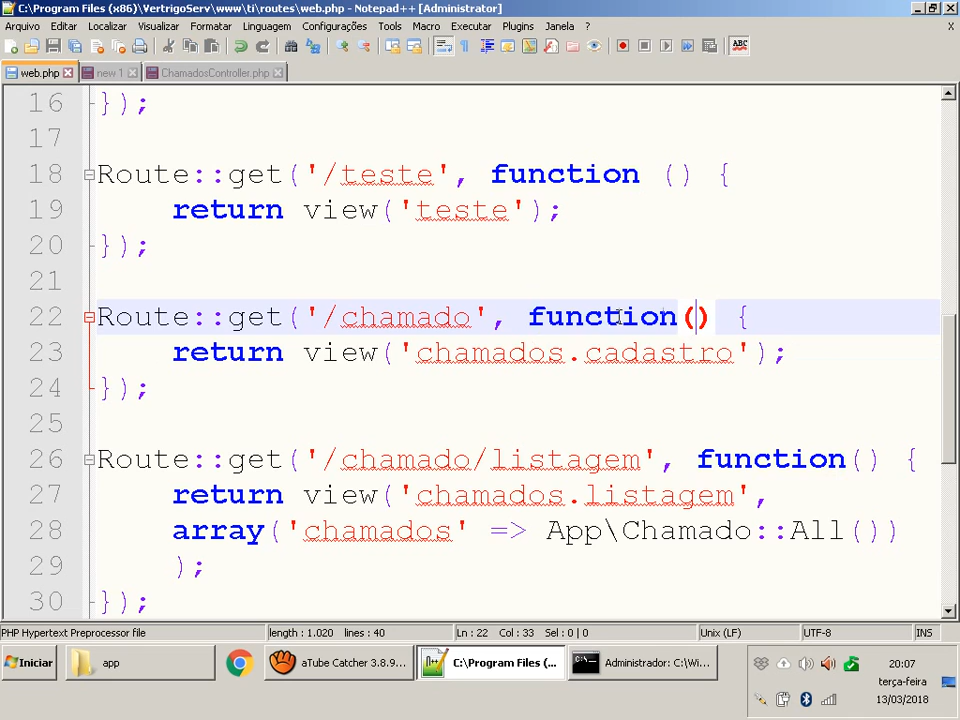 C:\Program Files (x86)\VertrigoServ\www\ti\routes\web.php - Notepad++ [Administrator]
Arquivo Editar Localizar Visualizar Formatar Linguagem Configurações Tools Macro Executar Plugins Janela ? X
ABC
web.php new 1 ChamadosController.php
16 });
17
18 Route::get('/teste', function () {
19 return view('teste');
20 });
21
22 Route::get('/chamado', function() {
23 return view('chamados.cadastro');
24 });
25
26 Route::get('/chamado/listagem', function() {
27 return view('chamados.listagem',
28 array('chamados' => App\Chamado::All())
29 );
30 });
PHP Hypertext Preprocessor file length : 1.020 lines : 40 Ln : 22 Col : 33 Sel : 0 | 0 Unix (LF) UTF-8 INS
Iniciar app aTube Catcher 3.8.9... C:\Program Files (... Administrador: C:\Wi...
20:07
terça-feira
13/03/2018